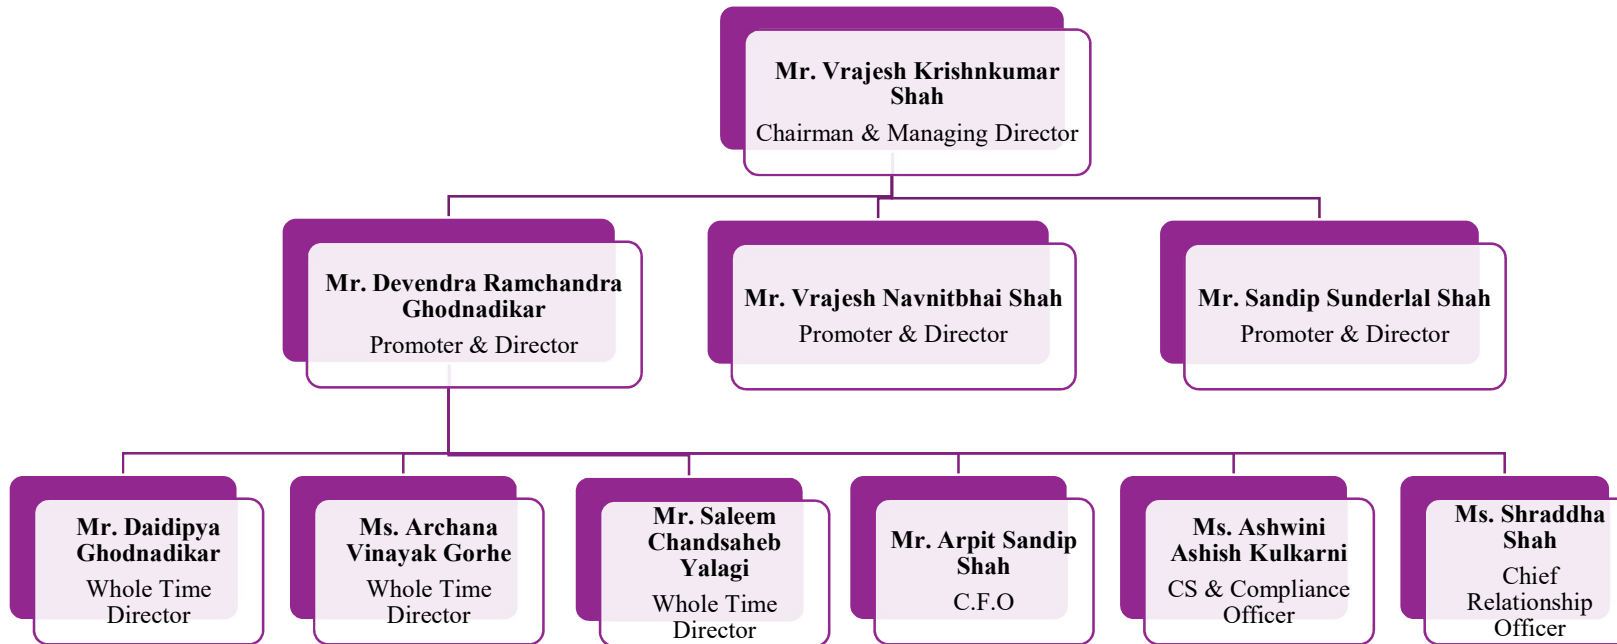 Mr. Vrajesh Krishnkumar
Shah
Chairman & Managing Director
Mr. Devendra Ramchandra
Ghodnadikar
Promoter & Director
Mr. Vrajesh Navnitbhai Shah
Promoter & Director
Mr. Sandip Sunderlal Shah
Promoter & Director
Mr. Daidipya
Ghodnadikar
Whole Time
Director
Ms. Archana
Vinayak Gorhe
Whole Time
Director
Mr. Saleem
Chandsaheb
Yalagi
Whole Time
Director
Mr. Arpit Sandip
Shah
C.F.O
Ms. Ashwini
Ashish Kulkarni
CS & Compliance
Officer
Ms. Shraddha
Shah
Chief
Relationship
Officer